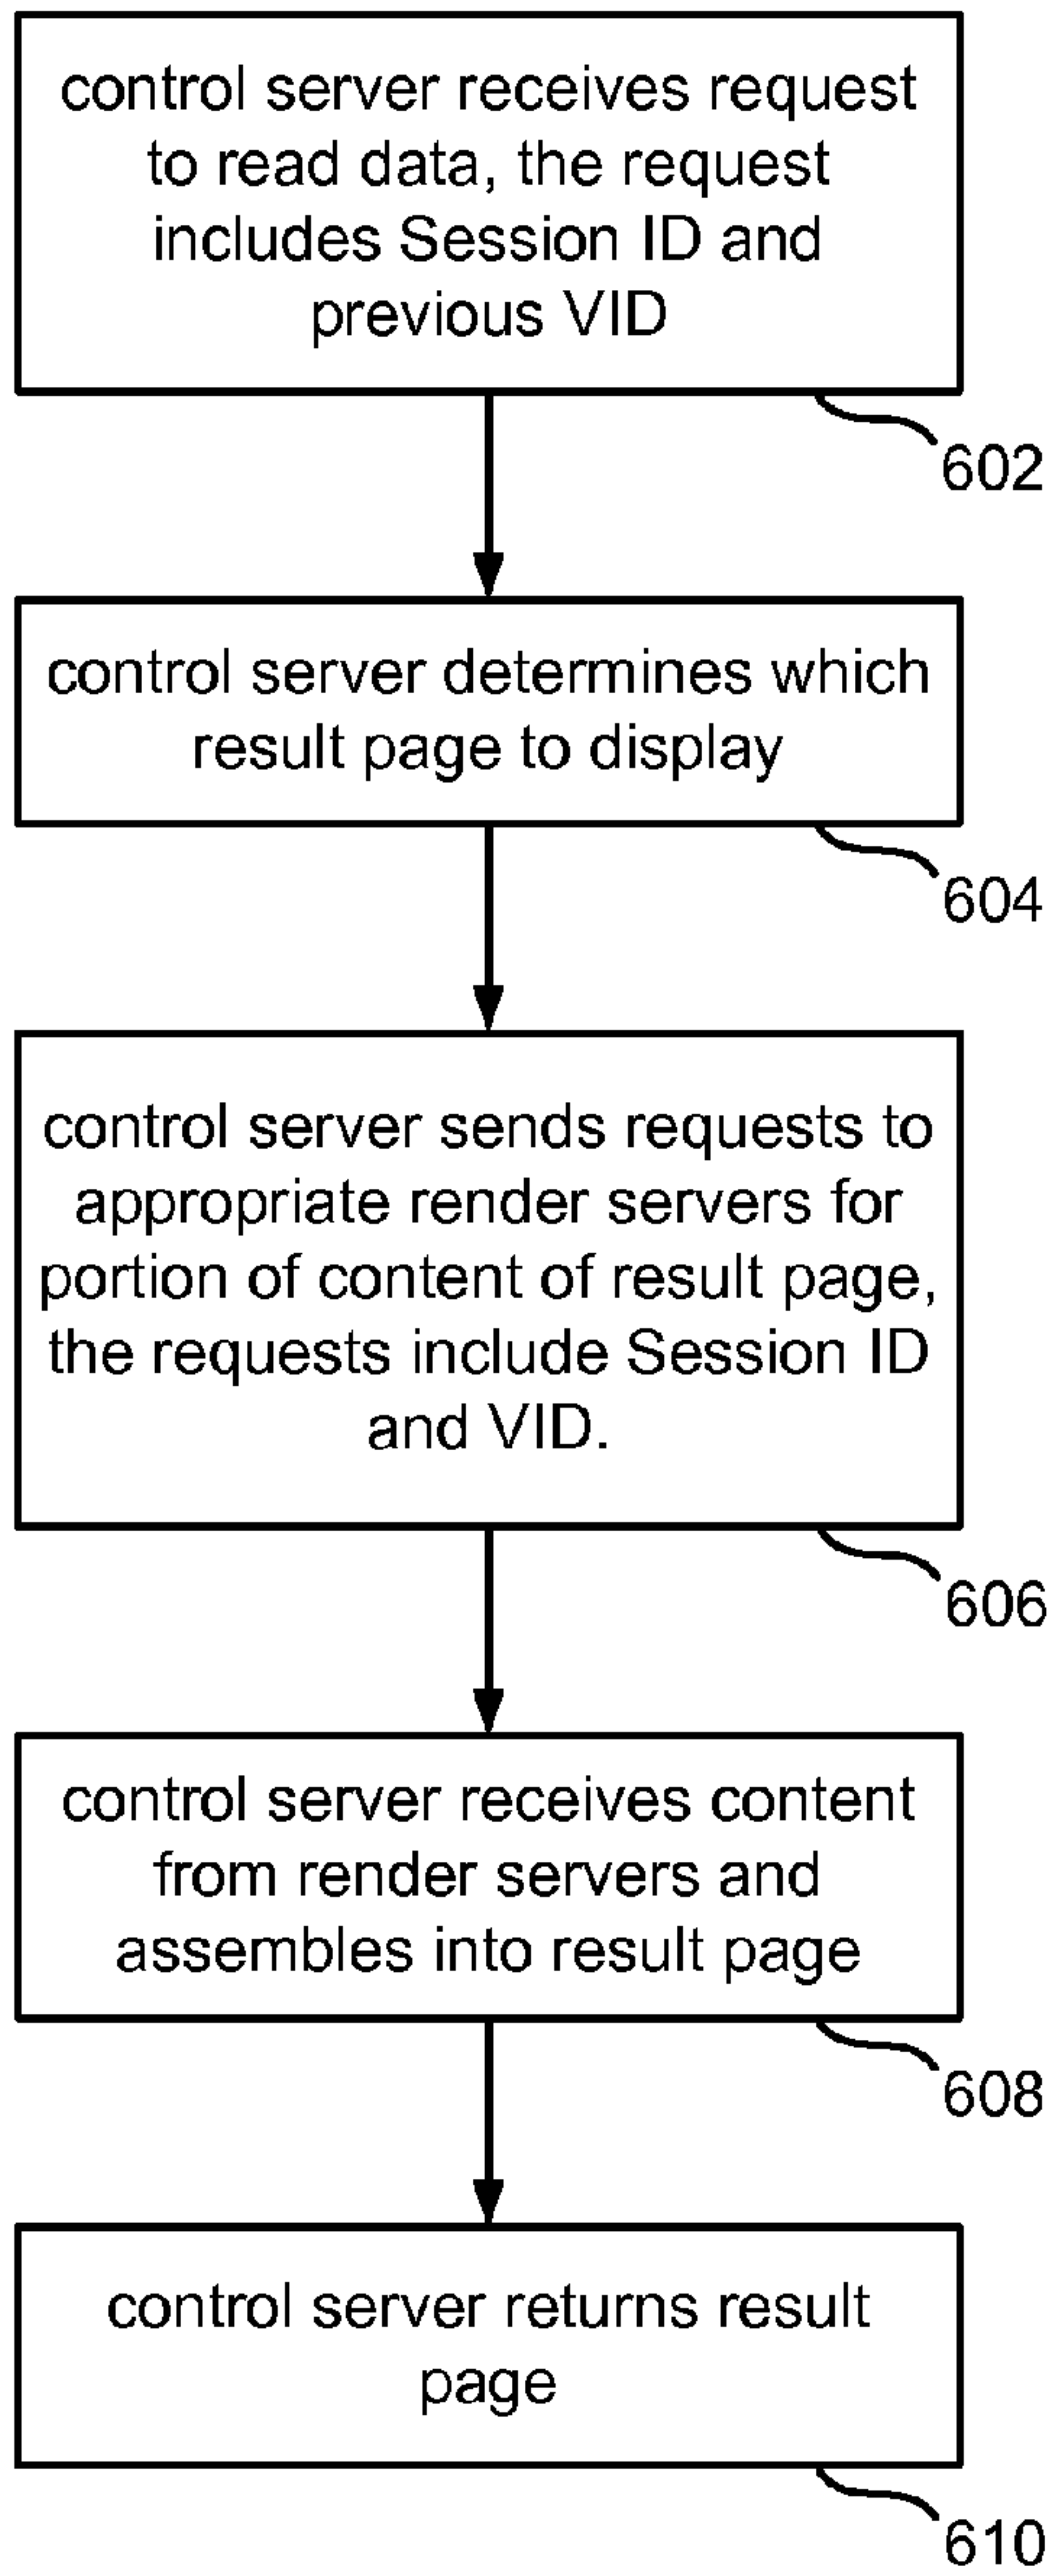 control server receives request
to read data, the request
includes Session ID and
previous VID
602
control server determines which
result page to display
604
control server sends requests to
appropriate render servers for
portion of content of result page,
the requests include Session ID
and VID.
606
control server receives content
from render servers and
assembles into result page
608
control server returns result
page
610